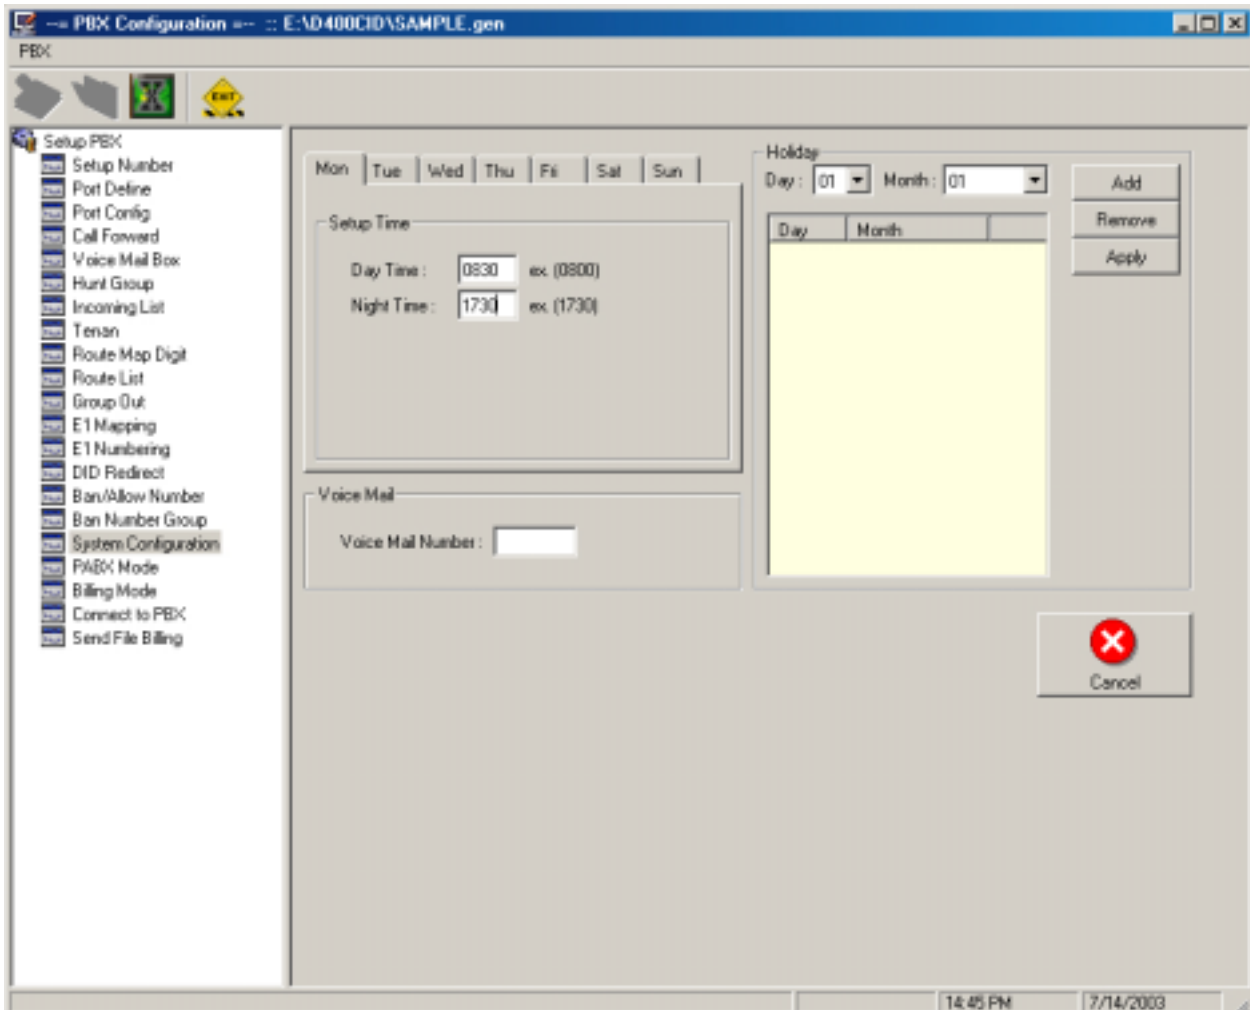 --= PBX Configuration =-- :: E:\D400CID\SAMPLE.gen
PBX
EXIT
Setup PBX
Setup Number
Port Define
Port Config
Call Forward
Voice Mail Box
Hunt Group
Incoming List
Tenan
Route Map Digit
Route List
Group Out
E1 Mapping
E1 Numbering
DID Redirect
Ban/Allow Number
Ban Number Group
System Configuration
PABX Mode
Billing Mode
Connect to PBX
Send File Billing
Mon Tue Wed Thu Fri Sat Sun
Setup Time
Day Time : 0830 ex. (0800)
Night Time : 1730 ex. (1730)
Voice Mail
Voice Mail Number :
Holiday
Day : 01 Month : 01
Day Month
Add
Remove
Apply
Cancel
14:45 PM 7/14/2003